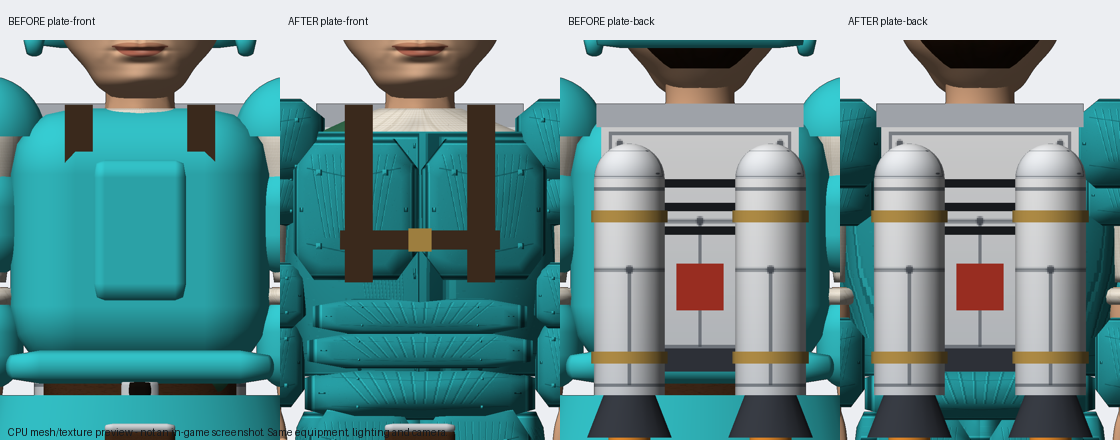 BEFORE plate-front
AFTER plate-front
BEFORE plate-back
AFTER plate-back
CPU mesh/texture preview - not an in-game screenshot. Same equipment, lighting and camera.